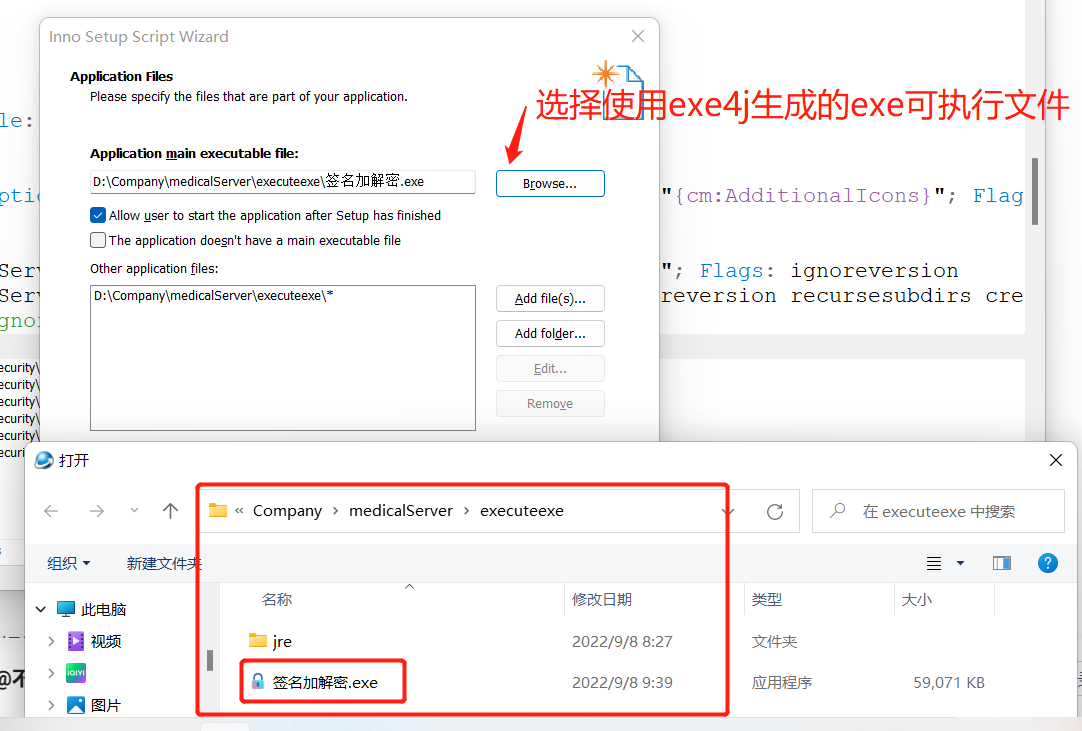 Inno Setup Script Wizard
Application Files
Please specify the files that are part of your application.
选择使用exe4j生成的exe可执行文件
le:
Application main executable file:
D:\Company\medicalServer\executeexe\签名加解密.exe
Browse...
ptio
"{cm:AdditionalIcons}"; Flag
Allow user to start the application after Setup has finished
The application doesn't have a main executable file
Other application files:
Ser
"; Flags: ignoreversion
D:\Company\medicalServer\executeexe\*
Add file(s)...
Ser
reversion recursesubdirs cre
gnor
Add folder...
ecurity\
Edit...
ecurity\
ecurity\
Remove
ecurity\
ecurity\
ecuri
打开
« Company › medicalServer › executeexe
在 executeexe 中搜索
组织
新建文件夹
名称
修改日期
类型
大小
此电脑
视频
jre
2022/9/8 8:27
文件夹
iQIYI
签名加解密.exe
2022/9/8 9:39
应用程序
59,071 KB
@不
图片